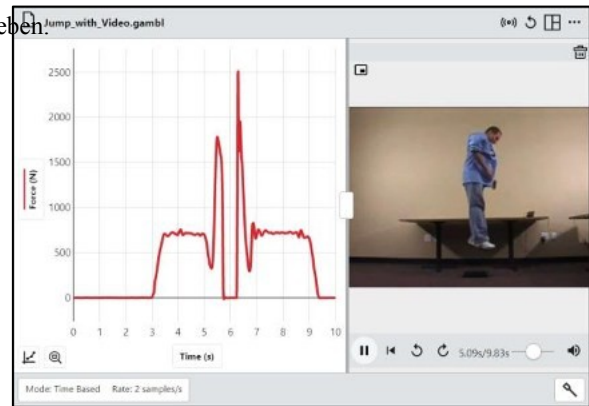 eben.
Jump_with_Video.gambl
2500
2000
1500
1000
500
0
Force (N)
0 1 2 3 4 5 6 7 8 9 10
Time (s)
5.09s/9.83s
Mode: Time Based Rate: 2 samples/s